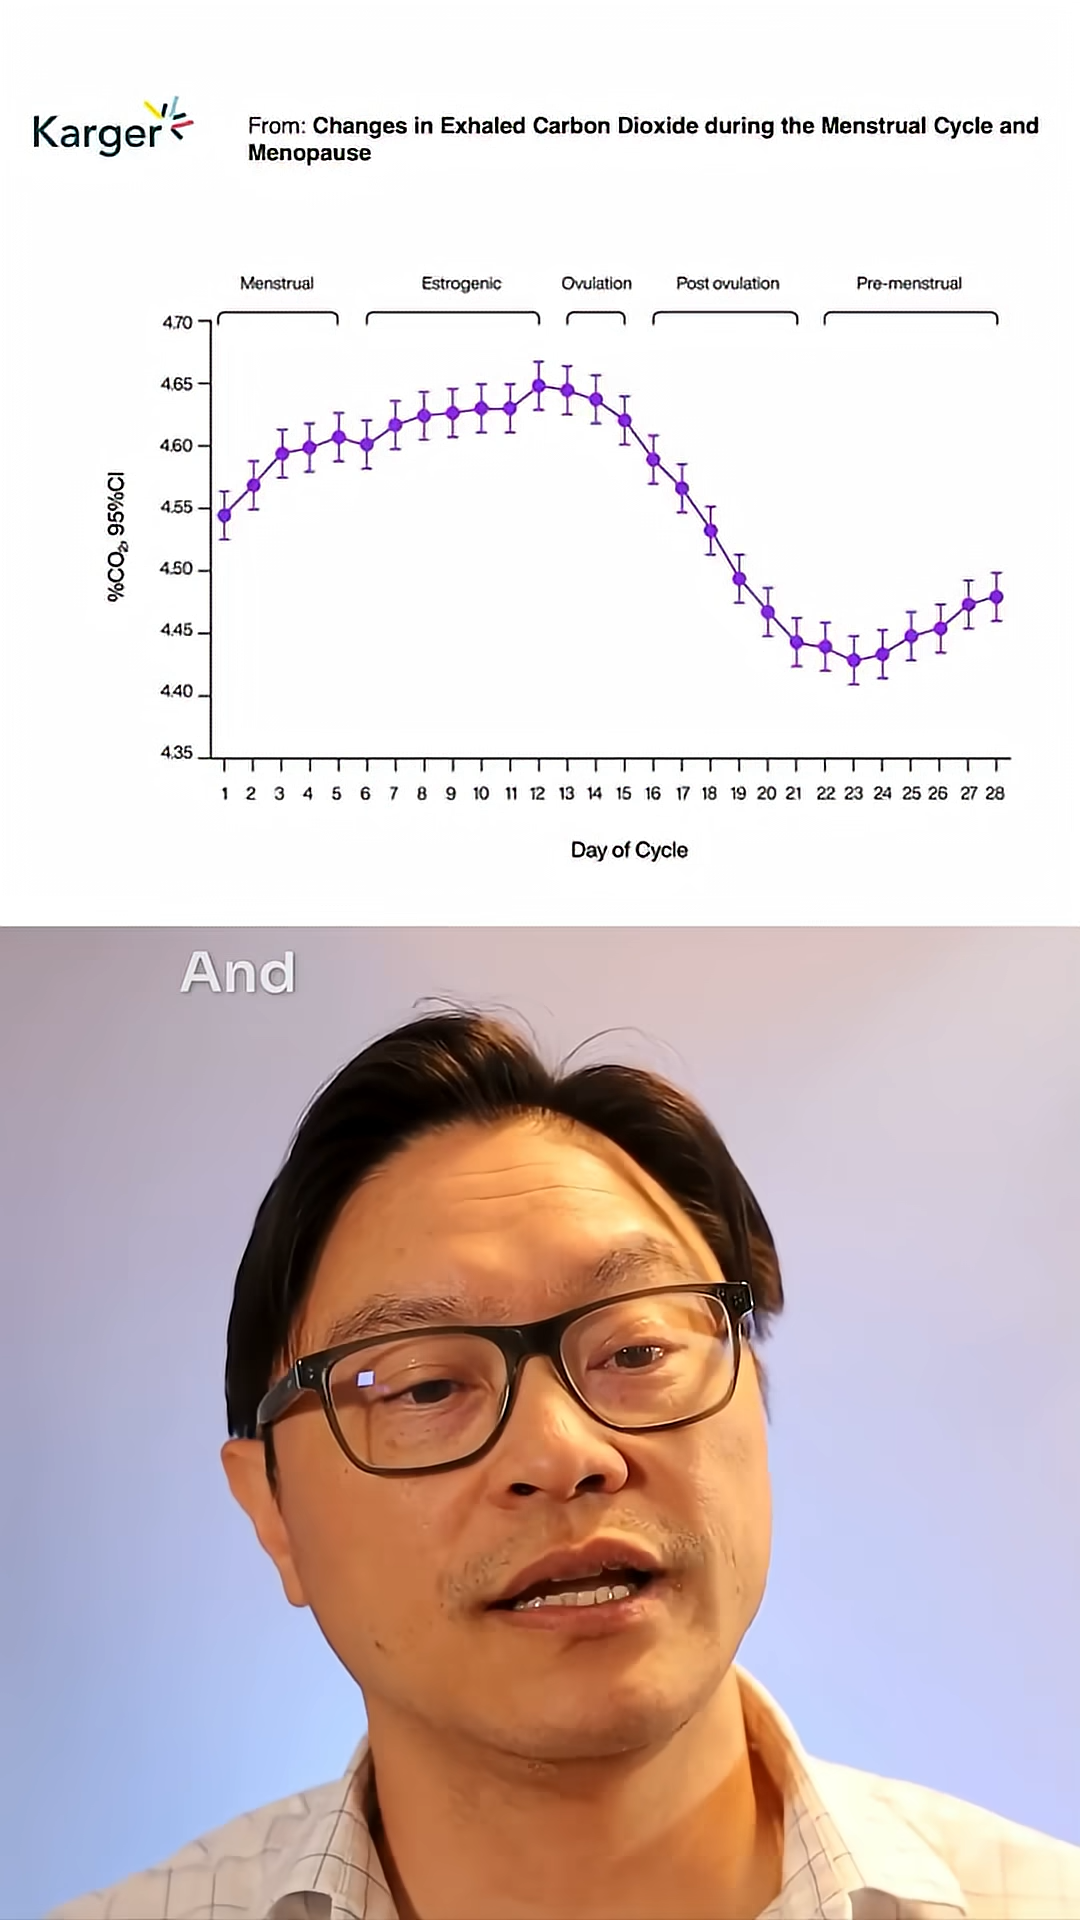 Karger
From: Changes in Exhaled Carbon Dioxide during the Menstrual Cycle and
Menopause
Menstrual Estrogenic Ovulation Post ovulation Pre-menstrual
4.70
4.65
4.60
4.55
4.50
4.45
4.40
4.35
%CO₂, 95%CI
1 2 3 4 5 6 7 8 9 10 11 12 13 14 15 16 17 18 19 20 21 22 23 24 25 26 27 28
Day of Cycle
And